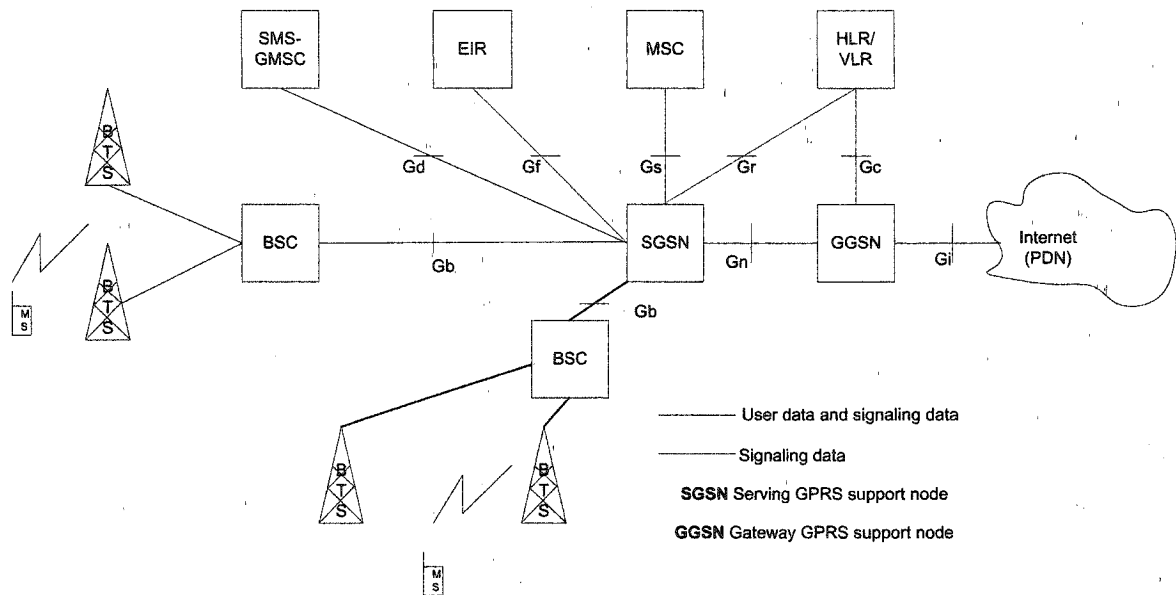 SMS-
GMSC
EIR
MSC
HLR/
VLR
B
T
S
Gd
Gf
Gs
Gr
Gc
BSC
SGSN
GGSN
Internet
(PDN)
Gb
Gn
Gi
B
T
S
M
S
Gb
BSC
User data and signaling data
Signaling data
SGSN Serving GPRS support node
GGSN Gateway GPRS support node
B
T
S
B
T
S
M
S